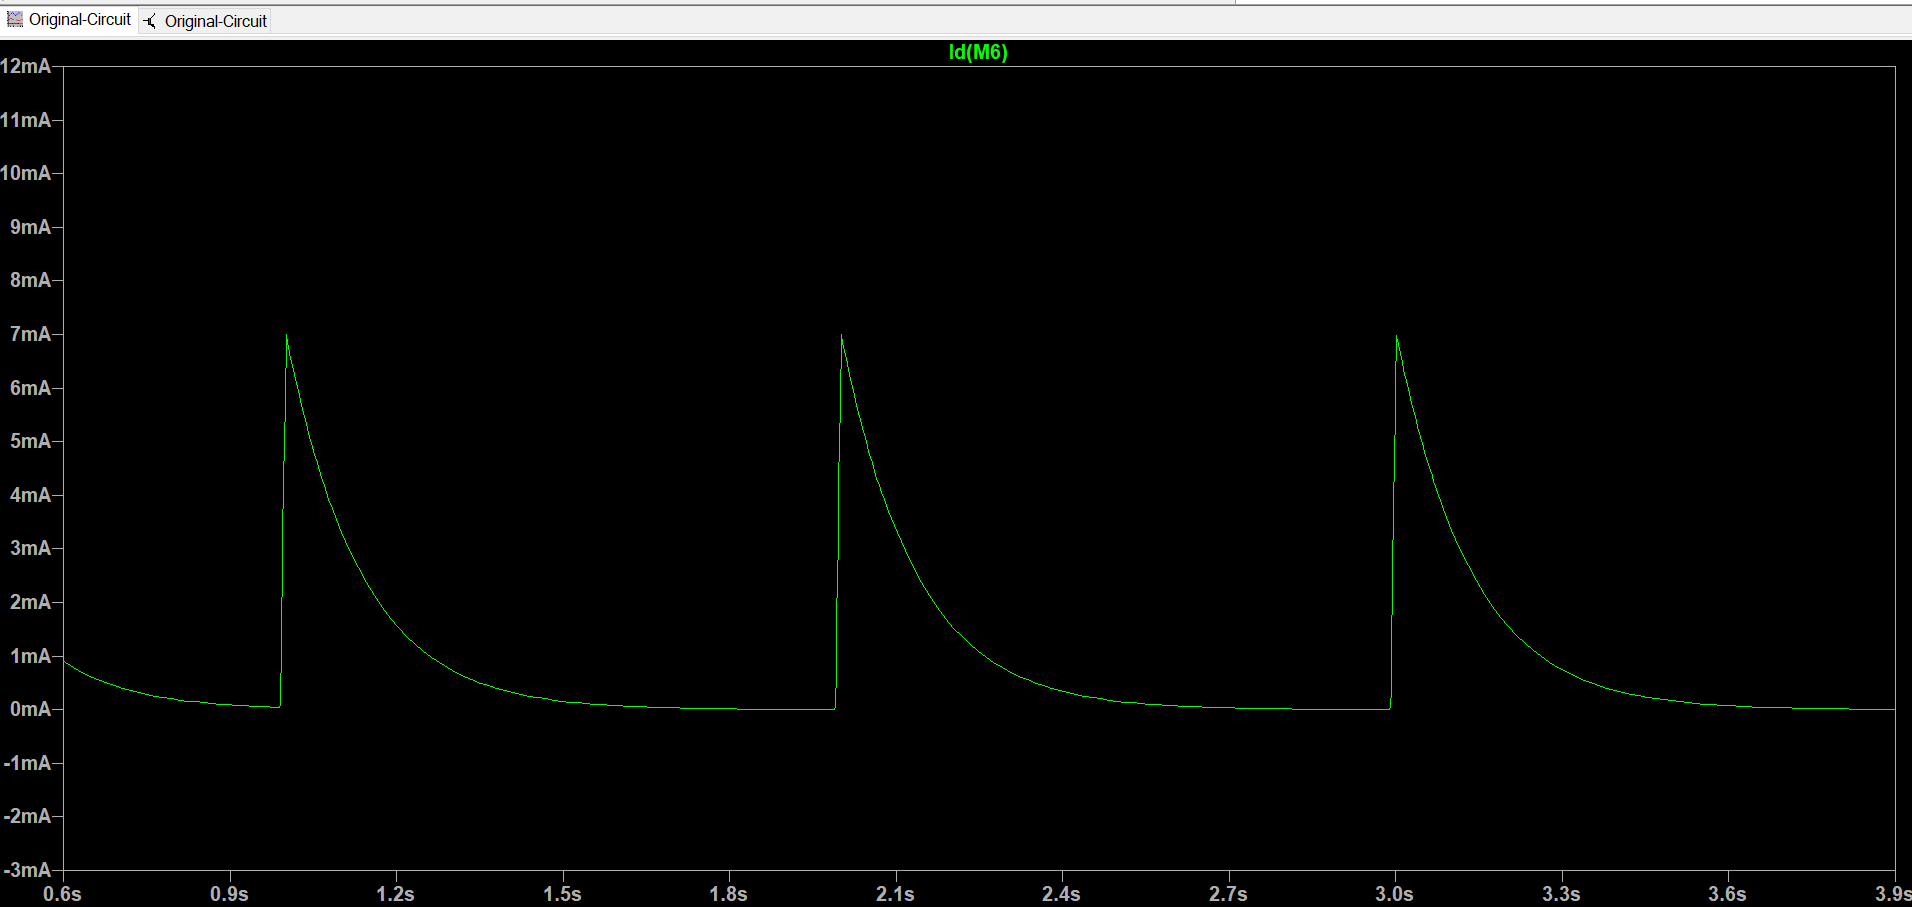 Original-Circuit Original-Circuit
Id(M6)
12mA
11mA
10mA
9mA
8mA
7mA
6mA
5mA
4mA
3mA
2mA
1mA
0mA
-1mA
-2mA
-3mA
0.6s 0.9s 1.2s 1.5s 1.8s 2.1s 2.4s 2.7s 3.0s 3.3s 3.6s 3.9s